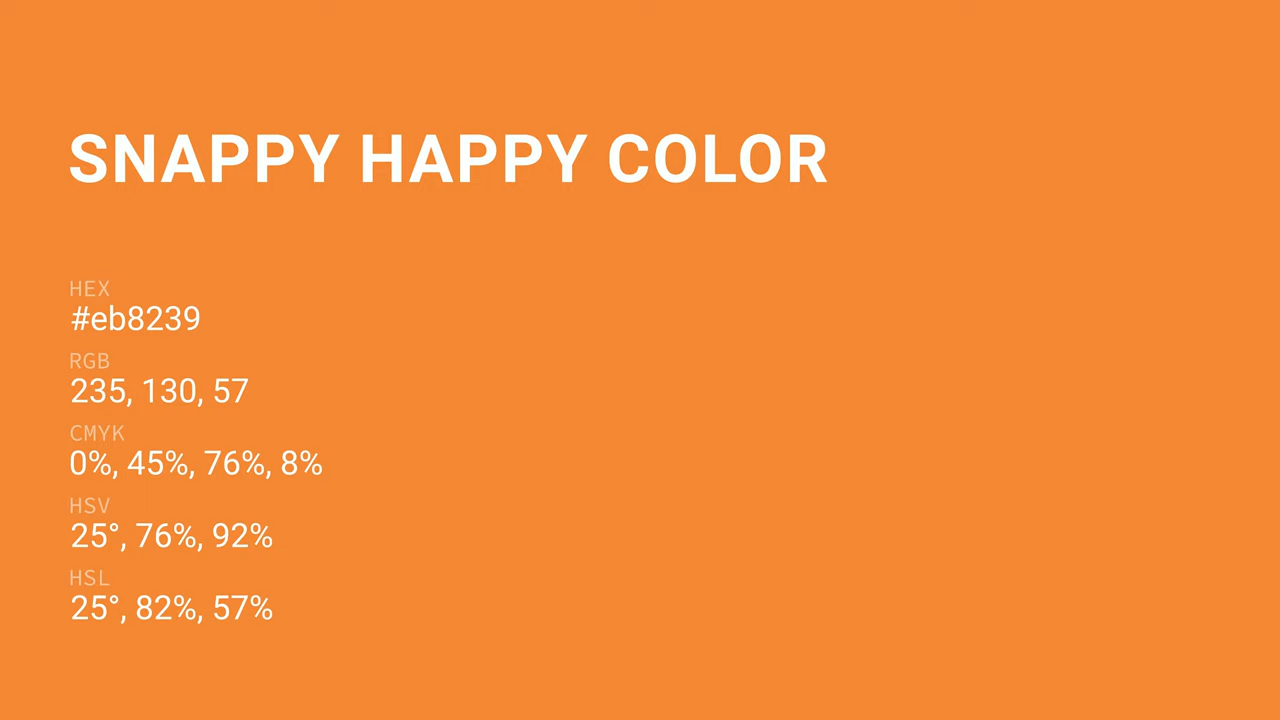 SNAPPY HAPPY COLOR
HEX
#eb8239
RGB
235, 130, 57
CMYK
0%, 45%, 76%, 8%
HSV
25°, 76%, 92%
HSL
25°, 82%, 57%